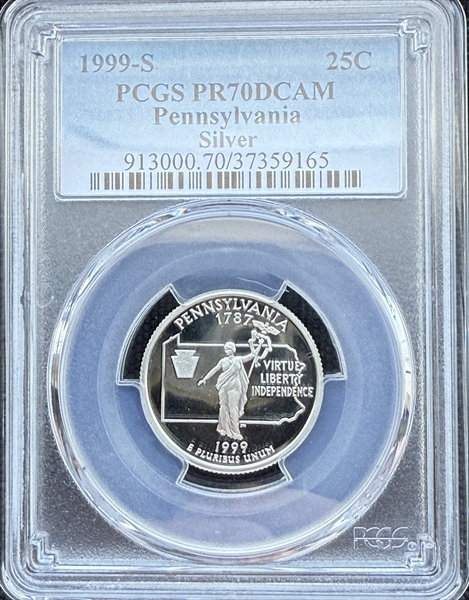 1999-S 25C
PCGS PR70DCAM
Pennsylvania
Silver
913000.70/37359165
PENNSYLVANIA
1787
VIRTUE
LIBERTY
INDEPENDENCE
1999
E PLURIBUS UNUM
PCGS